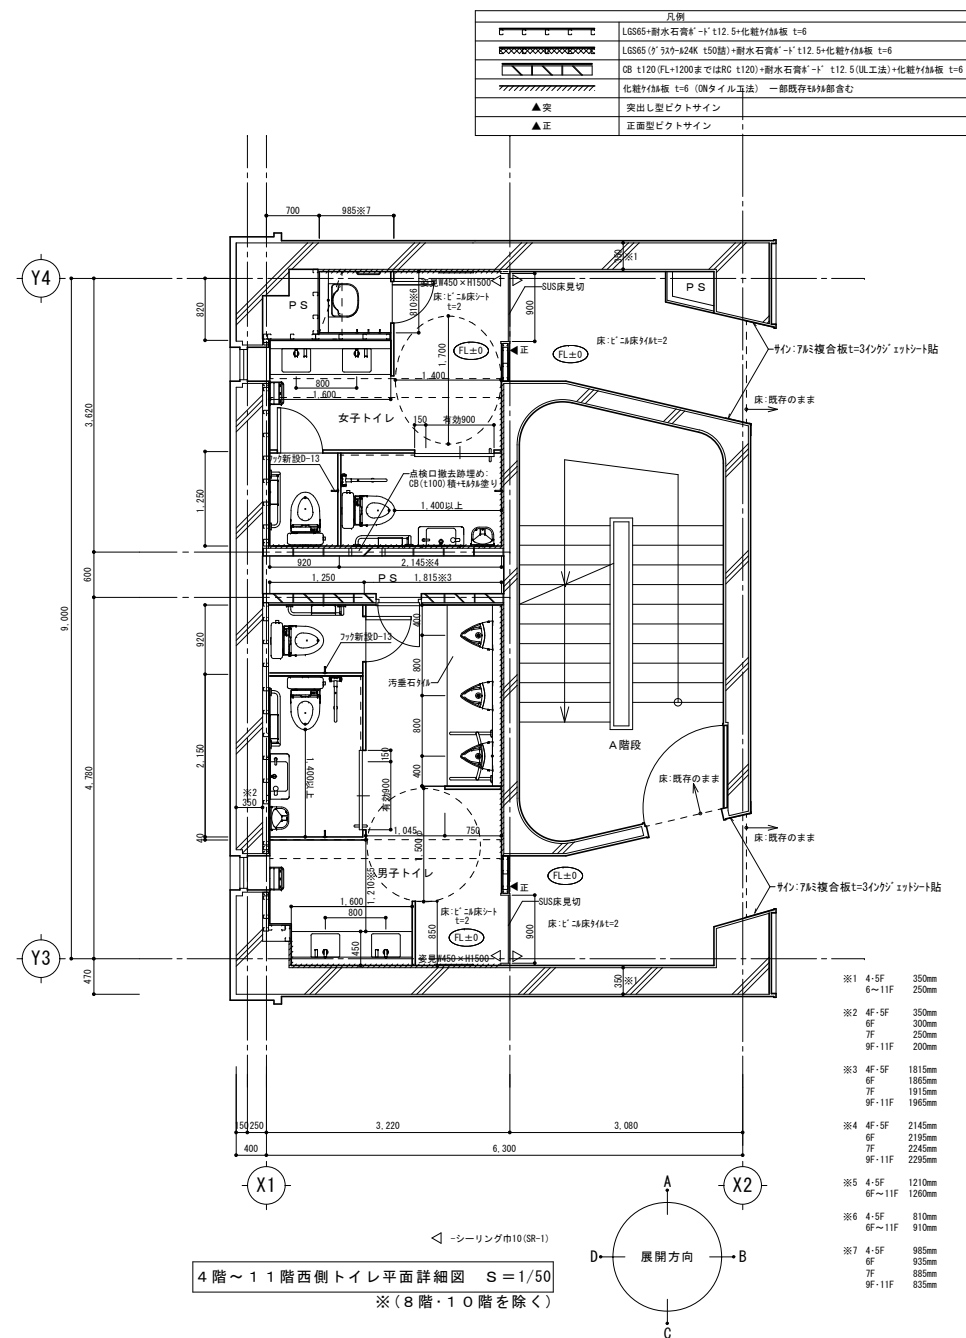 凡例
LGS65+耐水石膏ﾎﾞｰﾄﾞt12.5+化粧ｹｲｶﾙ板 t=6
LGS65(ｸﾞﾗｽｳｰﾙ24K t50詰)+耐水石膏ﾎﾞｰﾄﾞt12.5+化粧ｹｲｶﾙ板 t=6
CB t120(FL+1200まではRC t120)+耐水石膏ﾎﾞｰﾄﾞ t12.5(UL工法)+化粧ｹｲｶﾙ板 t=6
化粧ｹｲｶﾙ板 t=6 (ONタイル工法) 一部既存ﾓﾙﾀﾙ部含む
▲突 突出し型ピクトサイン
▲正 正面型ピクトサイン
700 985※7
Y4
350 ※1
姿見W450×H1500
SUS床見切
PS
PS
820
810※6
床:ﾋﾞﾆﾙ床シート
t=2
900
サイン:アルミ複合板t=3インクジェットシート貼
床:ﾋﾞﾆﾙ床タイルt=2
FL±0
正
FL±0
1,700
800
1,400
1,600
床:既存のまま
3,620
女子トイレ
150 有効900
フック新設D-13
点検口撤去跡埋め:
CB(t100)積+ﾓﾙﾀﾙ塗り
1,250
1,400以上
920 2,145※4
600
PS
1,250 1,815※3
9,000
920
400
フック新設D-13
800
汚垂石タイル
800
2,150
150
A階段
400
1,400以上
有効900
床:既存のまま
※2
350
4,780
1,045 750
床:既存のまま
40
1,500
男子トイレ
1,210※5
FL±0
正
サイン:アルミ複合板t=3インクジェットシート貼
1,600
SUS床見切
800
床:ﾋﾞﾆﾙ床シート
t=2
床:ﾋﾞﾆﾙ床タイルt=2
850
900
FL±0
450
姿見W450×H1500
Y3
470
350 ※1
※1 4・5F 350mm
6～11F 250mm
※2 4F・5F 350mm
6F 300mm
7F 250mm
9F・11F 200mm
※3 4F・5F 1815mm
6F 1865mm
7F 1915mm
9F・11F 1965mm
※4 4F・5F 2145mm
6F 2195mm
7F 2245mm
9F・11F 2295mm
※5 4・5F 1210mm
6F～11F 1260mm
※6 4・5F 810mm
6F～11F 910mm
※7 4・5F 985mm
6F 935mm
7F 885mm
9F・11F 835mm
150 250 3,220 3,080
400 6,300
X1 X2
A
D 展開方向 B
C
◁ -シーリング巾10(SR-1)
4階～11階西側トイレ平面詳細図 S=1/50
※(8階・10階を除く)